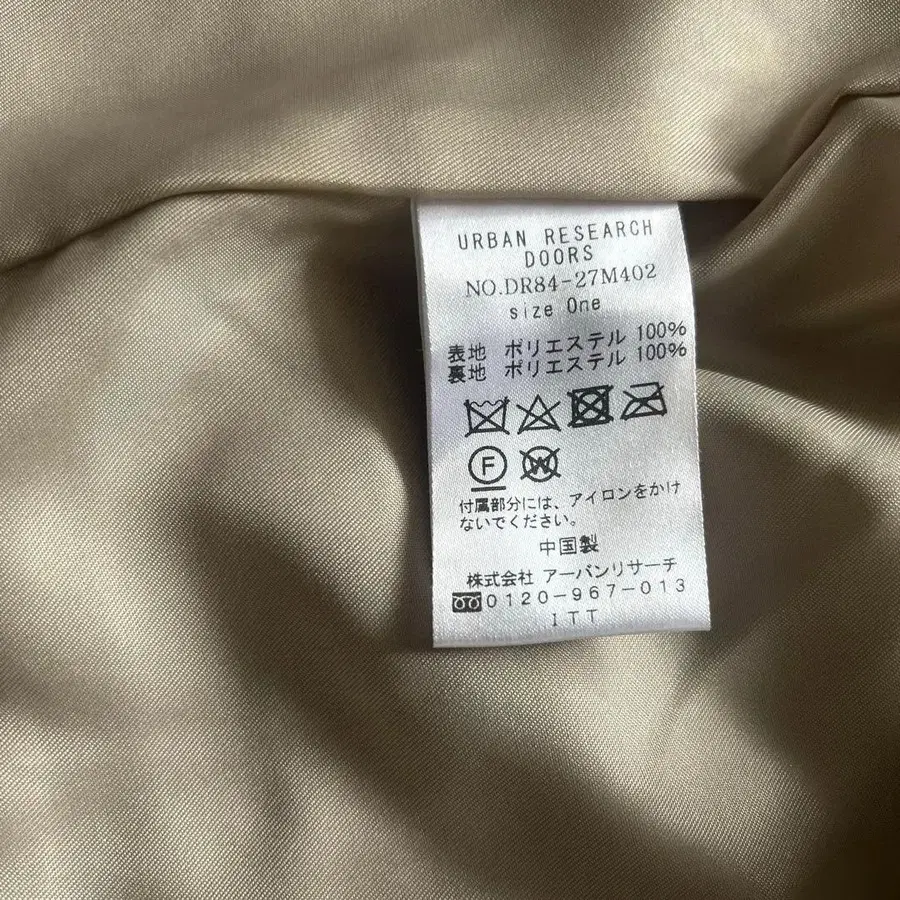 URBAN RESEARCH
DOORS
NO.DR84-27M402
size One
表地 ポリエステル 100%
裏地 ポリエステル 100%
F W
付属部分には、アイロンをかけ
ないでください。
中国製
株式会社 アーバンリサーチ
0120-967-013
ITT